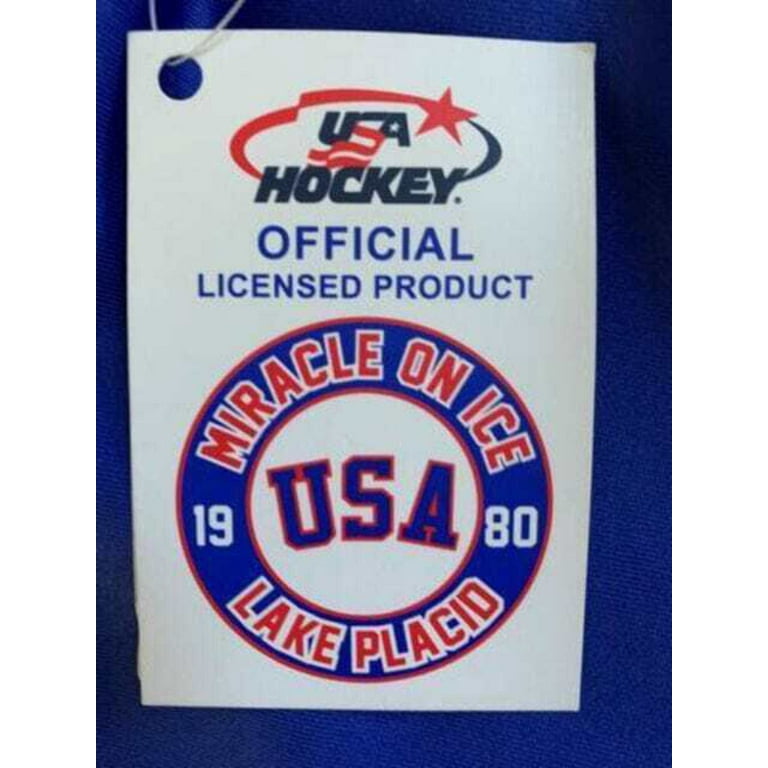 USA
HOCKEY®
OFFICIAL
LICENSED PRODUCT
MIRACLE ON ICE
19 USA 80
LAKE PLACID